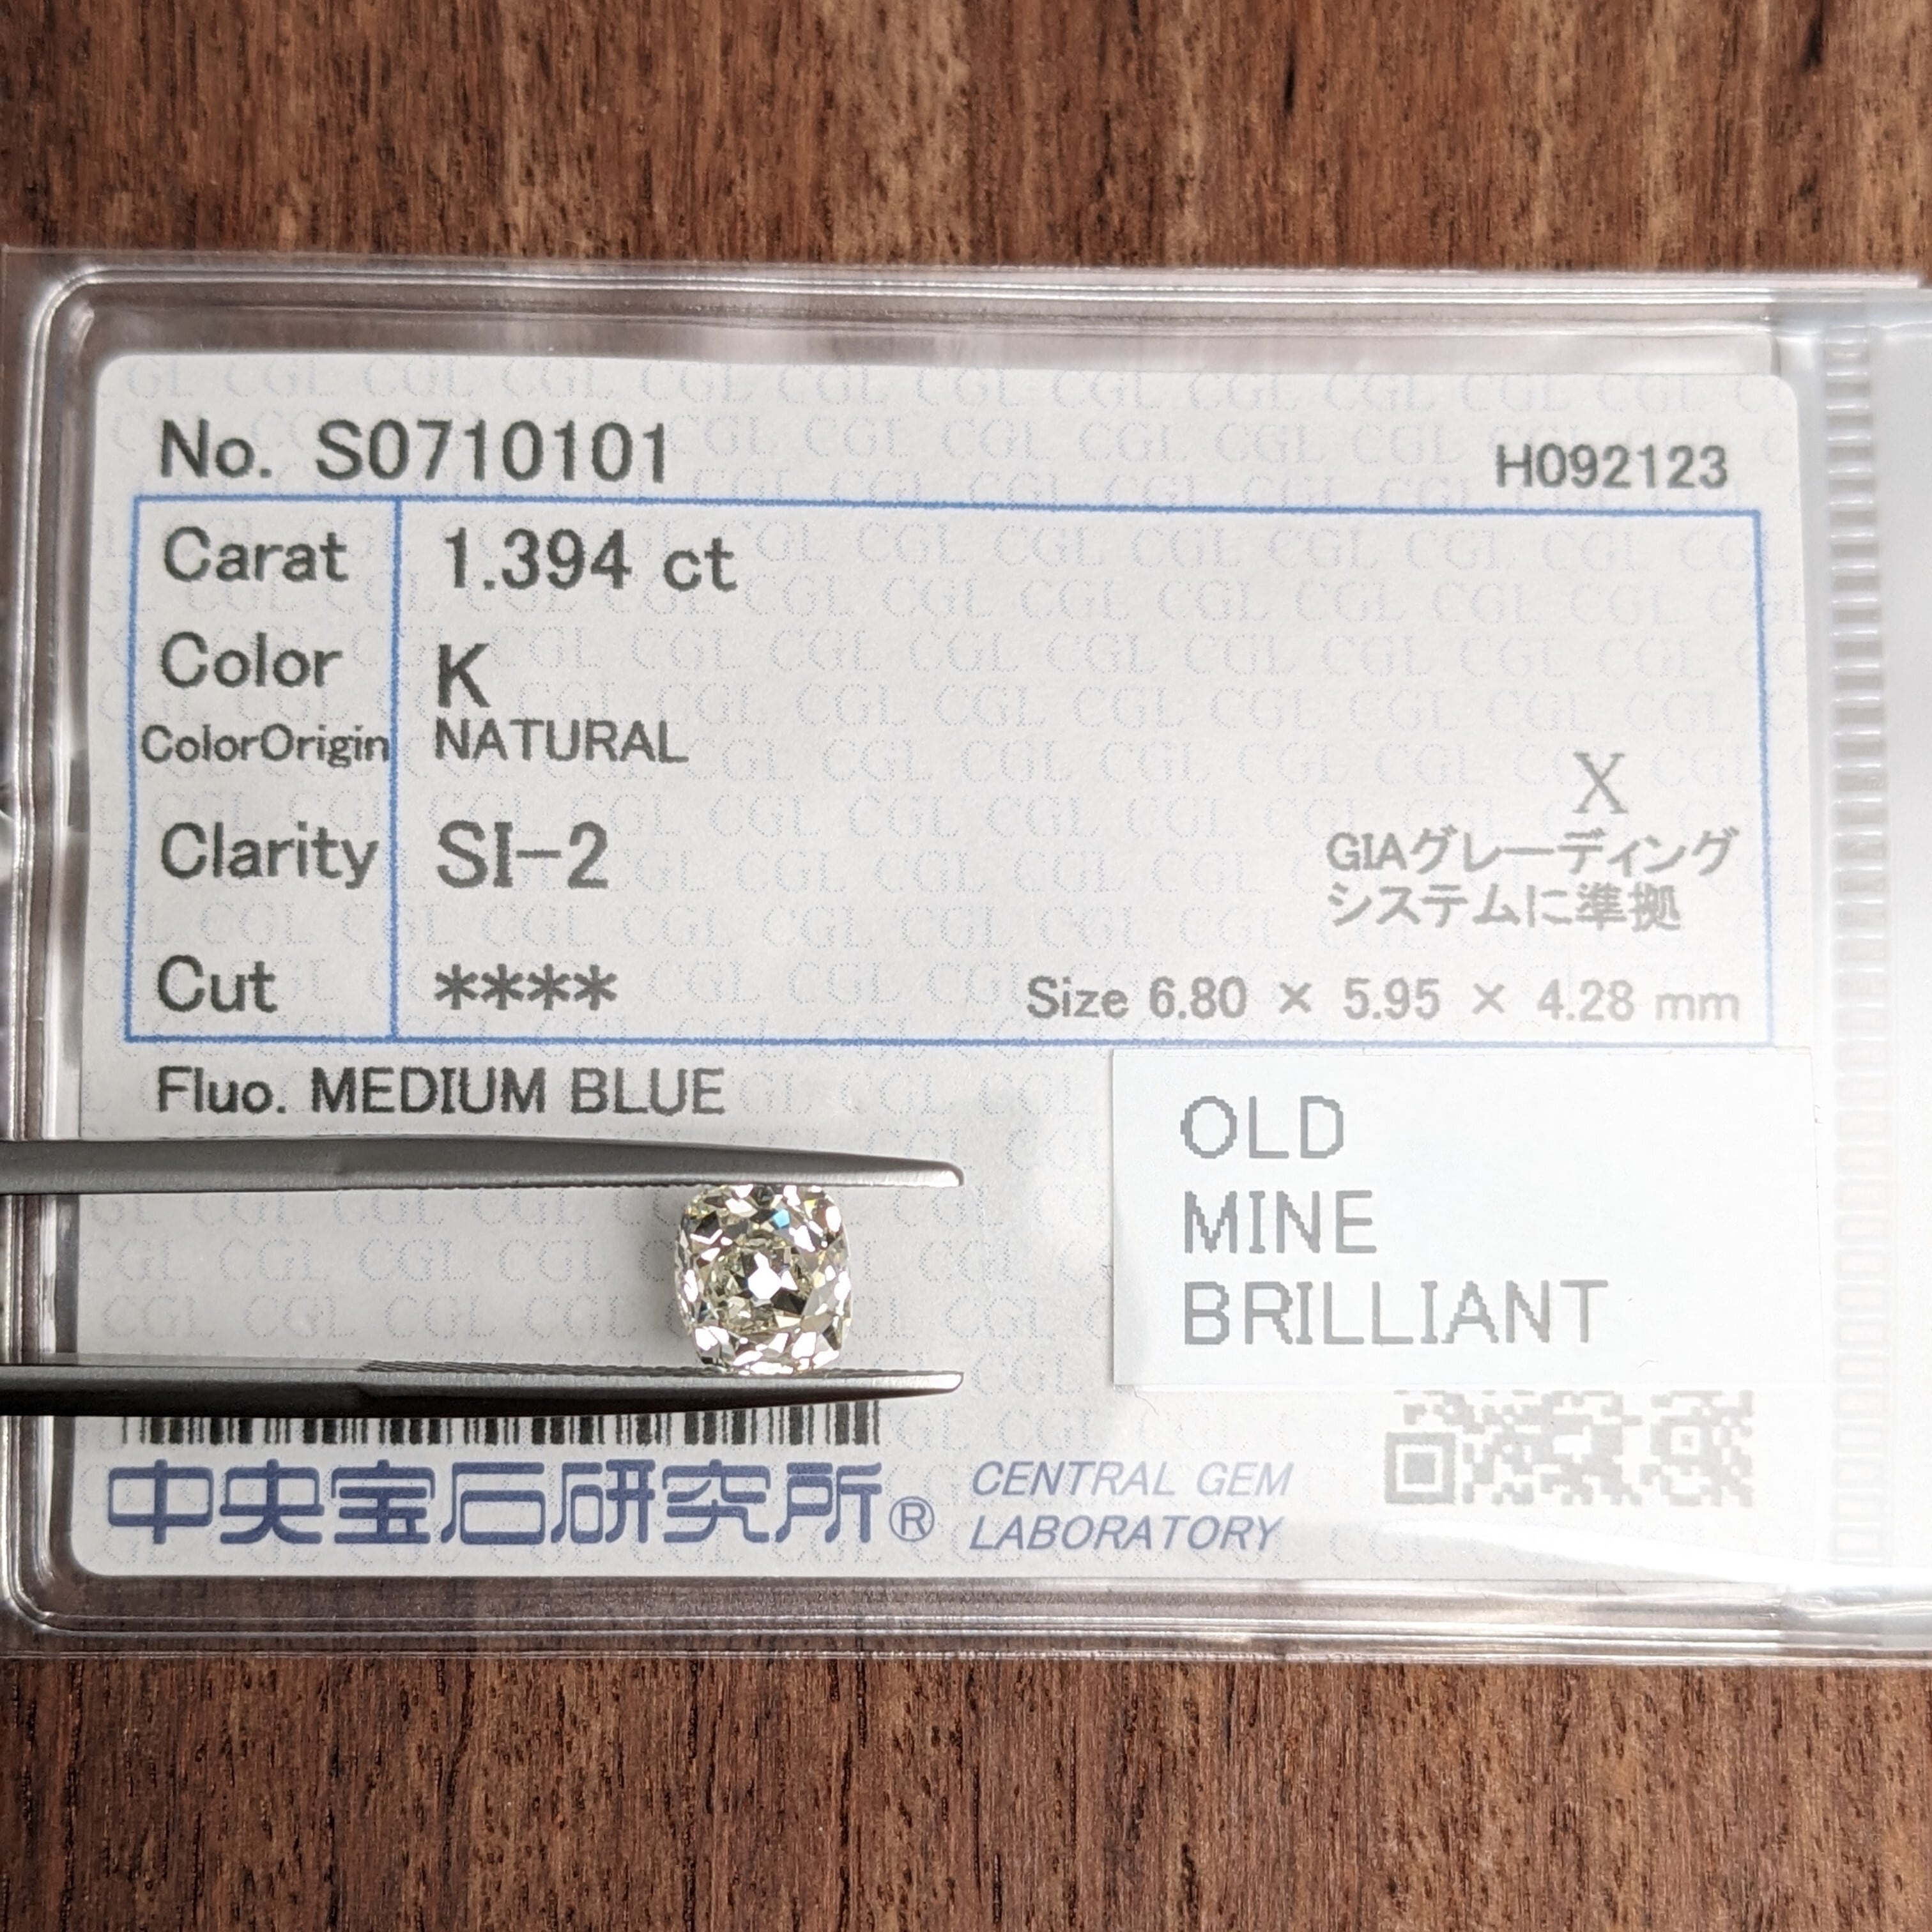 No. S0710101
H092123
Carat 1.394 ct
Color K
ColorOrigin NATURAL
Clarity SI-2
X
GIAグレーディング
システムに準拠
Cut ****
Size 6.80 × 5.95 × 4.28 mm
Fluo. MEDIUM BLUE
OLD
MINE
BRILLIANT
中央宝石研究所®
CENTRAL GEM
LABORATORY